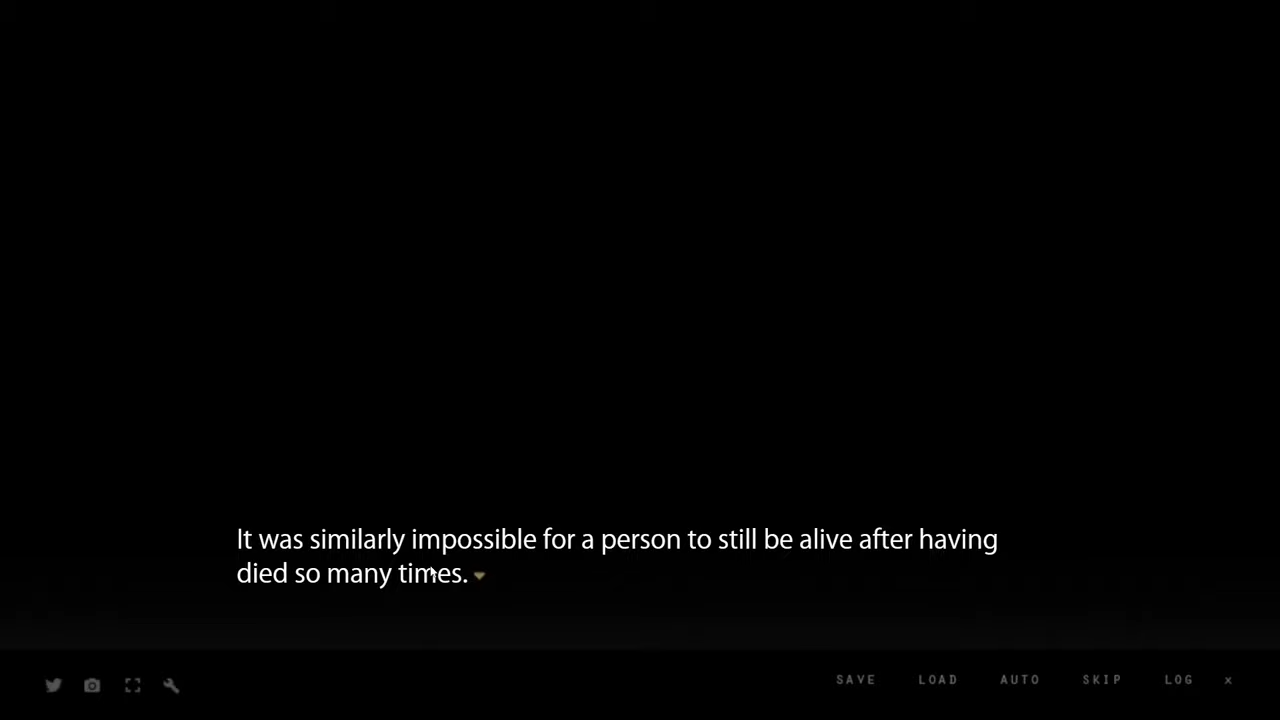 It was similarly impossible for a person to still be alive after having
died so many times.
SAVE LOAD AUTO SKIP LOG ×